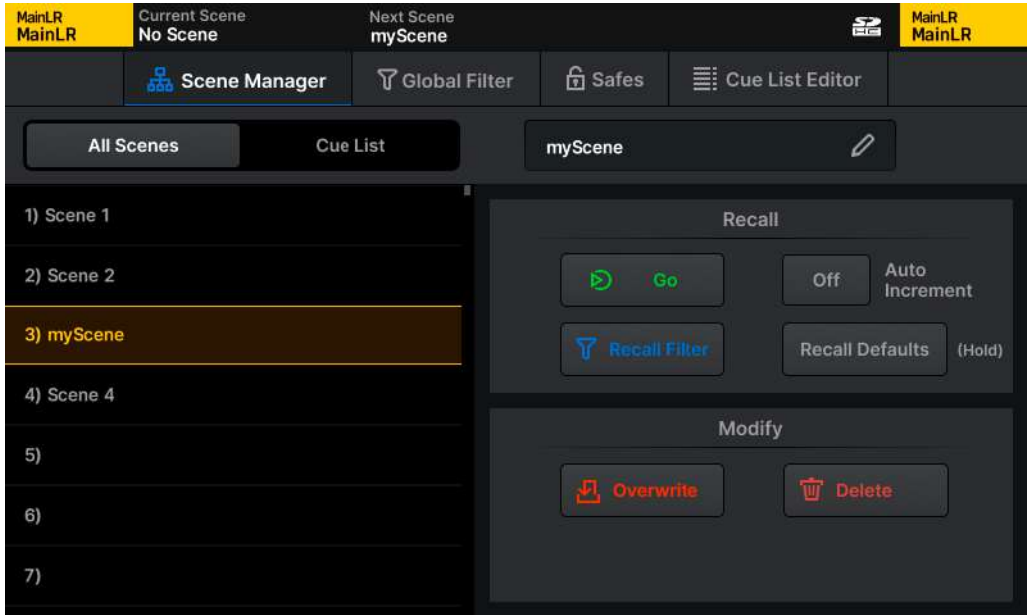 MainLR
MainLR
Current Scene
No Scene
Next Scene
myScene
MainLR
MainLR
Scene Manager
Global Filter
Safes
Cue List Editor
All Scenes
Cue List
myScene
1) Scene 1
2) Scene 2
3) myScene
4) Scene 4
5)
6)
7)
Recall
Go
Off
Auto
Increment
Recall Filter
Recall Defaults
(Hold)
Modify
Overwrite
Delete